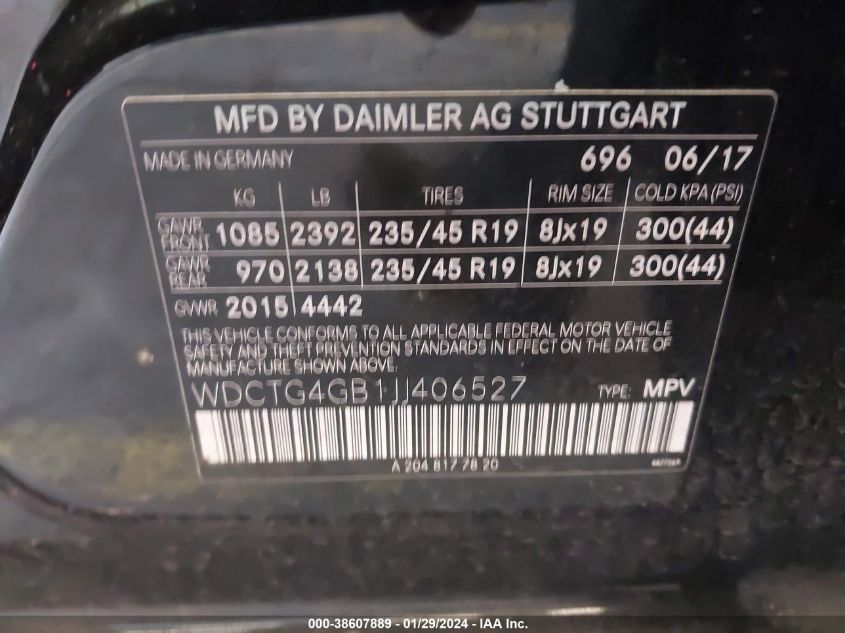 MFD BY DAIMLER AG STUTTGART
MADE IN GERMANY 696 06/17
KG LB TIRES RIM SIZE COLD KPA (PSI)
GAWR FRONT 1085 2392 235/45 R19 8Jx19 300(44)
GAWR REAR 970 2138 235/45 R19 8Jx19 300(44)
GVWR 2015 4442
THIS VEHICLE CONFORMS TO ALL APPLICABLE FEDERAL MOTOR VEHICLE
SAFETY AND THEFT PREVENTION STANDARDS IN EFFECT ON THE DATE OF
MANUFACTURE SHOWN ABOVE.
WDCTG4GB1JJ406527 TYPE: MPV
A 204 817 78 20
000-38607889 - 01/29/2024 - IAA Inc.